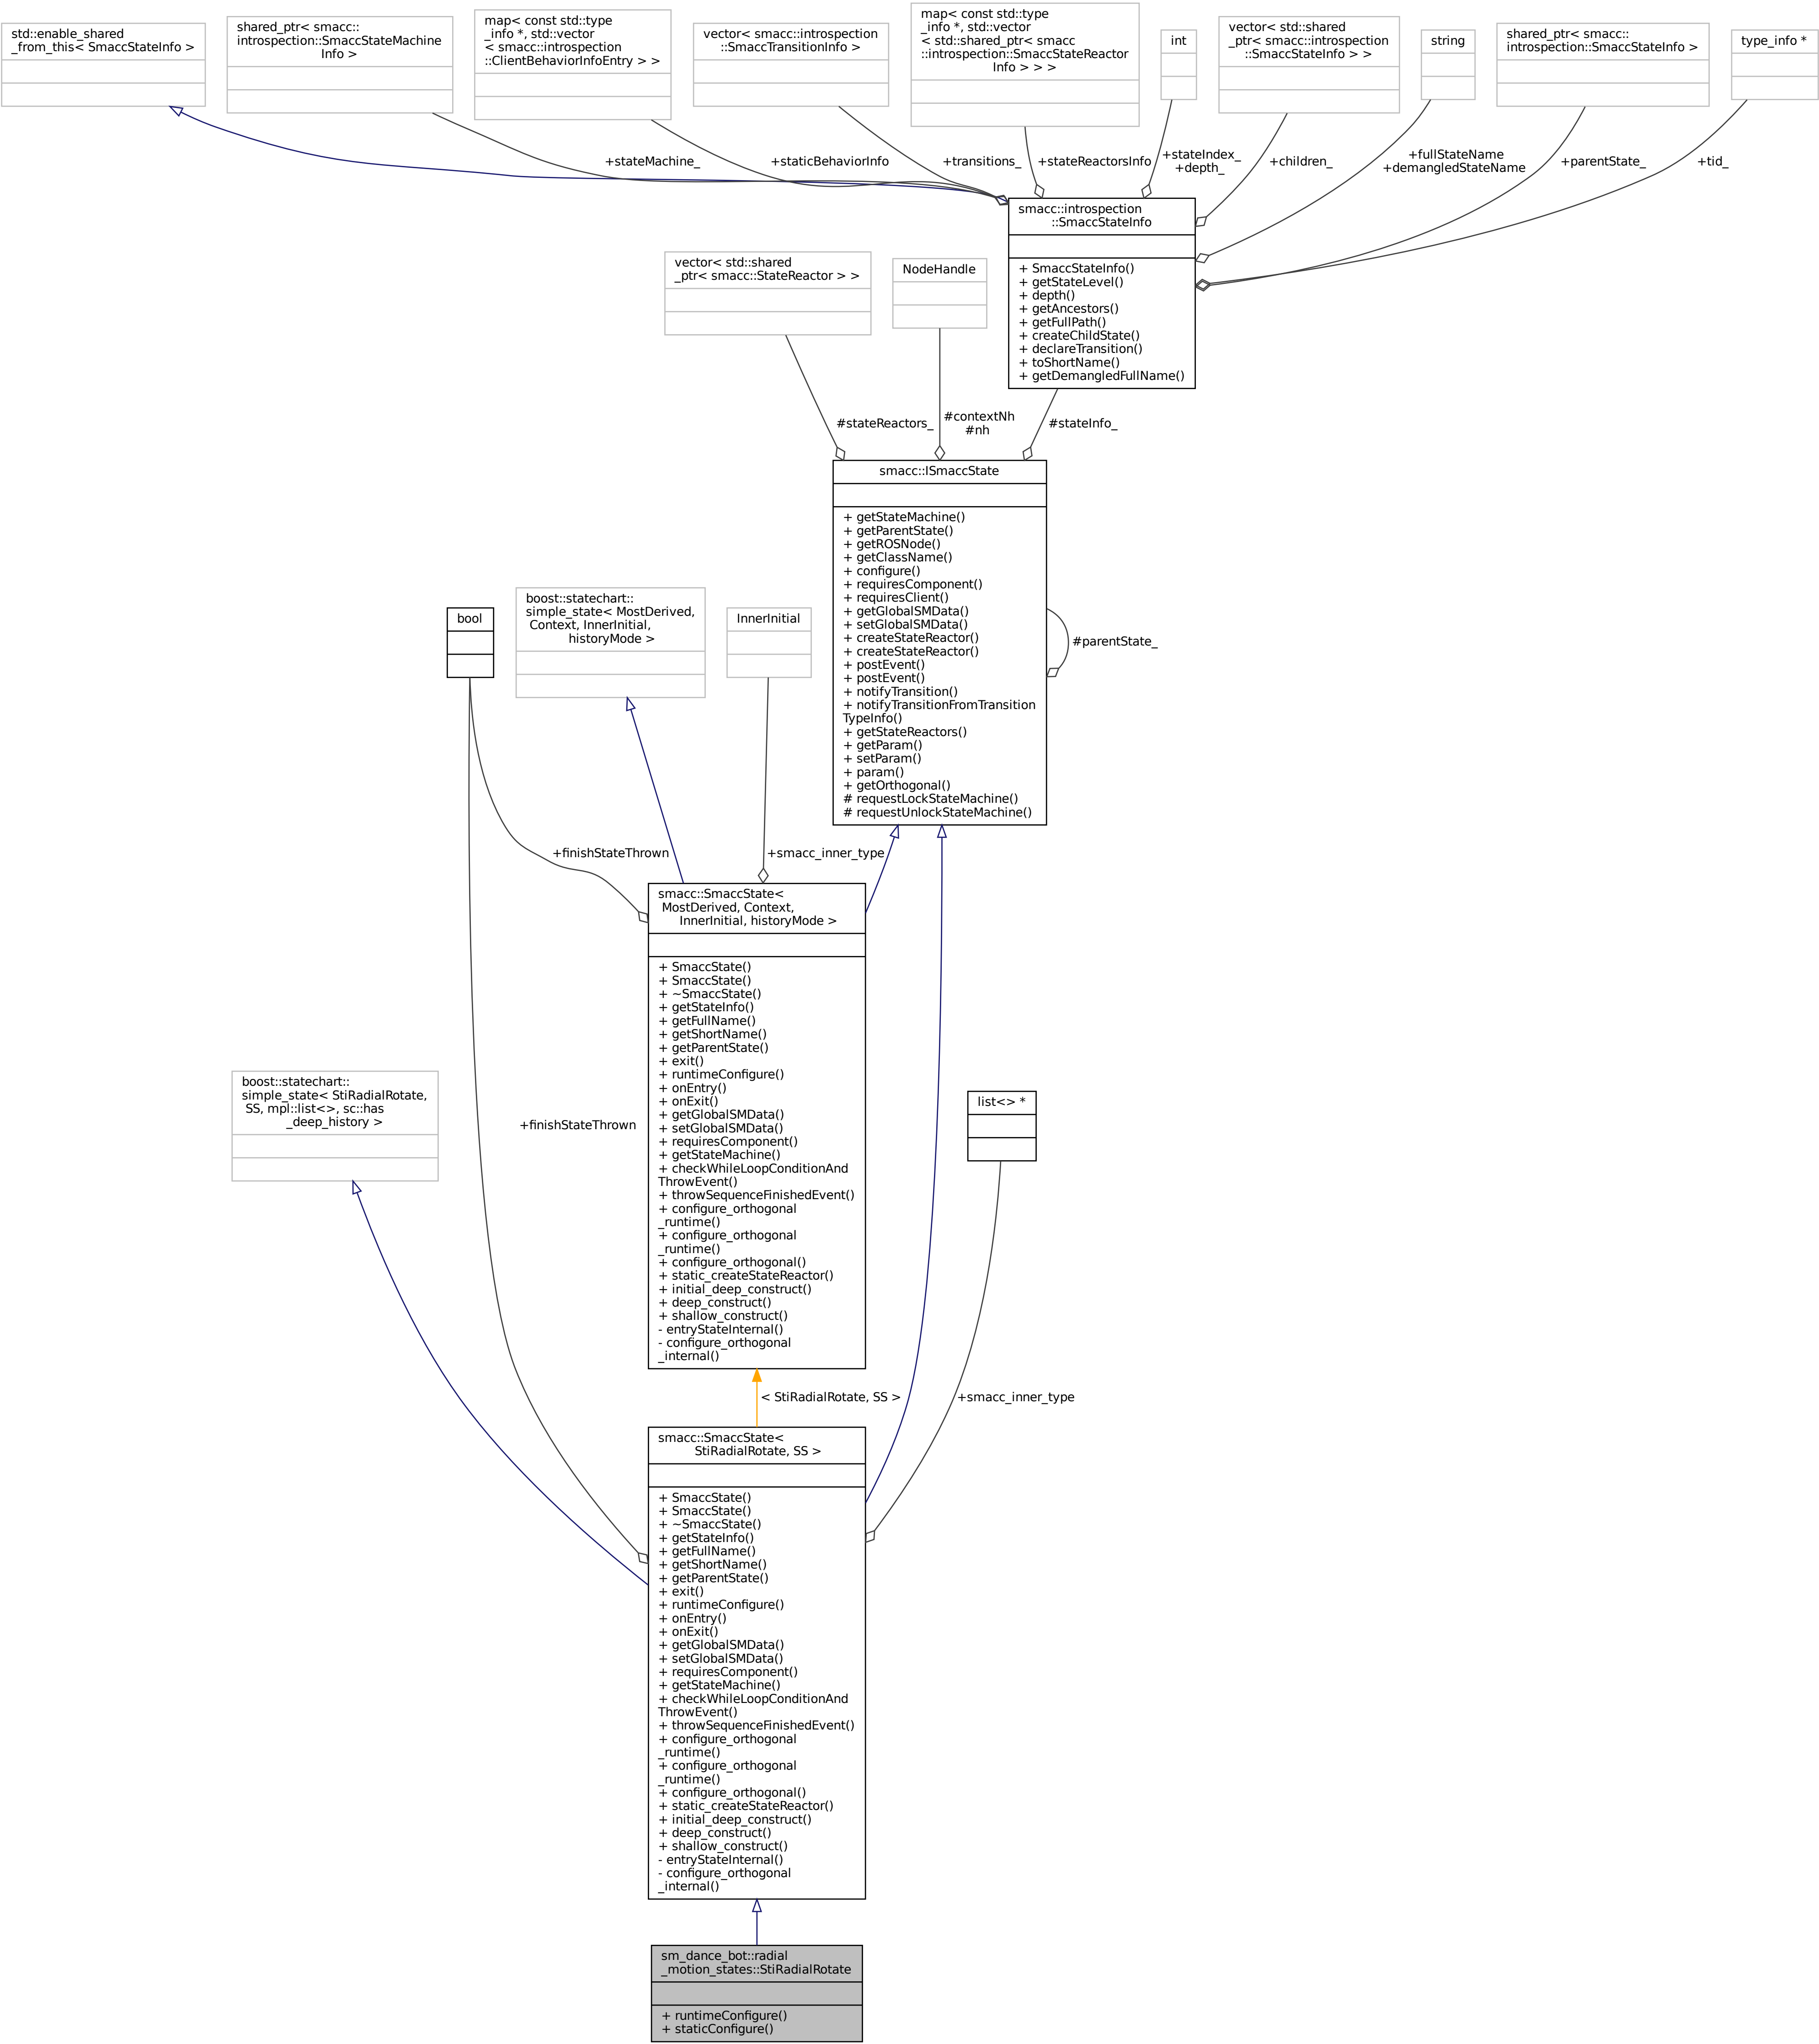 std::enable_shared
_from_this< SmaccStateInfo >
shared_ptr< smacc::
introspection::SmaccStateMachine
Info >
map< const std::type
_info *, std::vector
< smacc::introspection
::ClientBehaviorInfoEntry > >
vector< smacc::introspection
::SmaccTransitionInfo >
map< const std::type
_info *, std::vector
< std::shared_ptr< smacc
::introspection::SmaccStateReactor
Info > > >
int
vector< std::shared
_ptr< smacc::introspection
::SmaccStateInfo > >
string
shared_ptr< smacc::
introspection::SmaccStateInfo >
type_info *
+stateMachine_
+staticBehaviorInfo
+transitions_
+stateReactorsInfo
+stateIndex_
+depth_
+children_
+fullStateName
+demangledStateName
+parentState_
+tid_
smacc::introspection
::SmaccStateInfo
+ SmaccStateInfo()
+ getStateLevel()
+ depth()
+ getAncestors()
+ getFullPath()
+ createChildState()
+ declareTransition()
+ toShortName()
+ getDemangledFullName()
vector< std::shared
_ptr< smacc::StateReactor > >
NodeHandle
#stateReactors_
#contextNh
#nh
#stateInfo_
smacc::ISmaccState
+ getStateMachine()
+ getParentState()
+ getROSNode()
+ getClassName()
+ configure()
+ requiresComponent()
+ requiresClient()
+ getGlobalSMData()
+ setGlobalSMData()
+ createStateReactor()
+ createStateReactor()
+ postEvent()
+ postEvent()
+ notifyTransition()
+ notifyTransitionFromTransition
TypeInfo()
+ getStateReactors()
+ getParam()
+ setParam()
+ param()
+ getOrthogonal()
# requestLockStateMachine()
# requestUnlockStateMachine()
#parentState_
bool
boost::statechart::
simple_state< MostDerived,
Context, InnerInitial,
historyMode >
InnerInitial
+finishStateThrown
+smacc_inner_type
smacc::SmaccState<
MostDerived, Context,
InnerInitial, historyMode >
+ SmaccState()
+ SmaccState()
+ ~SmaccState()
+ getStateInfo()
+ getFullName()
+ getShortName()
+ getParentState()
+ exit()
+ runtimeConfigure()
+ onEntry()
+ onExit()
+ getGlobalSMData()
+ setGlobalSMData()
+ requiresComponent()
+ getStateMachine()
+ checkWhileLoopConditionAnd
ThrowEvent()
+ throwSequenceFinishedEvent()
+ configure_orthogonal
_runtime()
+ configure_orthogonal
_runtime()
+ configure_orthogonal()
+ static_createStateReactor()
+ initial_deep_construct()
+ deep_construct()
+ shallow_construct()
- entryStateInternal()
- configure_orthogonal
_internal()
boost::statechart::
simple_state< StiRadialRotate,
SS, mpl::list<>, sc::has
_deep_history >
+finishStateThrown
list<> *
< StiRadialRotate, SS >
+smacc_inner_type
smacc::SmaccState<
StiRadialRotate, SS >
+ SmaccState()
+ SmaccState()
+ ~SmaccState()
+ getStateInfo()
+ getFullName()
+ getShortName()
+ getParentState()
+ exit()
+ runtimeConfigure()
+ onEntry()
+ onExit()
+ getGlobalSMData()
+ setGlobalSMData()
+ requiresComponent()
+ getStateMachine()
+ checkWhileLoopConditionAnd
ThrowEvent()
+ throwSequenceFinishedEvent()
+ configure_orthogonal
_runtime()
+ configure_orthogonal
_runtime()
+ configure_orthogonal()
+ static_createStateReactor()
+ initial_deep_construct()
+ deep_construct()
+ shallow_construct()
- entryStateInternal()
- configure_orthogonal
_internal()
sm_dance_bot::radial
_motion_states::StiRadialRotate
+ runtimeConfigure()
+ staticConfigure()